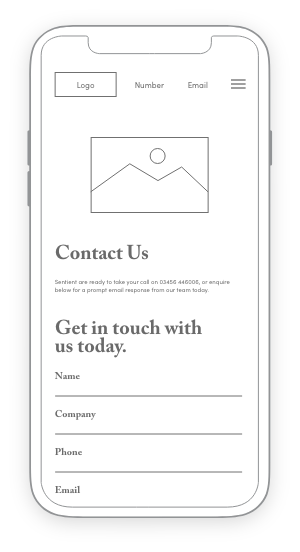 Logo Number Email
Contact Us
Sentient are ready to take your call on 03456 446006, or enquire
below for a prompt email response from our team today.
Get in touch with
us today.
Name
Company
Phone
Email